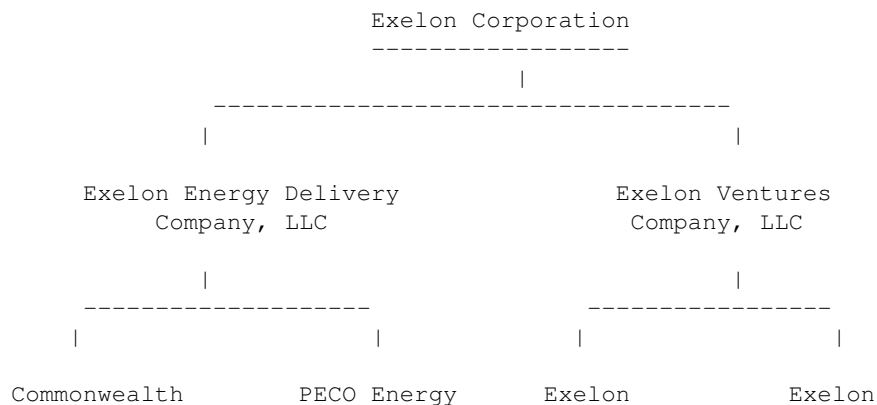 Exelon Corporation
Exelon Energy Delivery Exelon Ventures
Company, LLC Company, LLC
Commonwealth PECO Energy Exelon Exelon